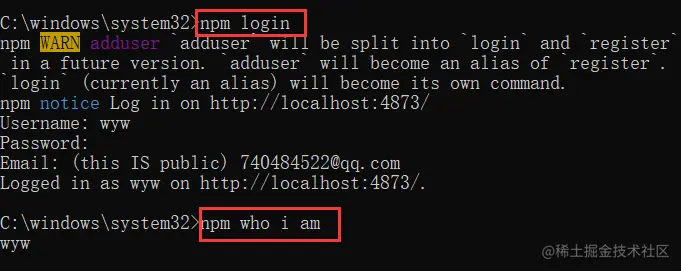 C:\windows\system32>npm login
npm WARN adduser `adduser` will be split into `login` and `register`
 in a future version. `adduser` will become an alias of `register`.
`login` (currently an alias) will become its own command.
npm notice Log in on http://localhost:4873/
Username: wyw
Password:
Email: (this IS public) 740484522@qq.com
Logged in as wyw on http://localhost:4873/.
C:\windows\system32>npm who i am
wyw
@稀土掘金技术社区